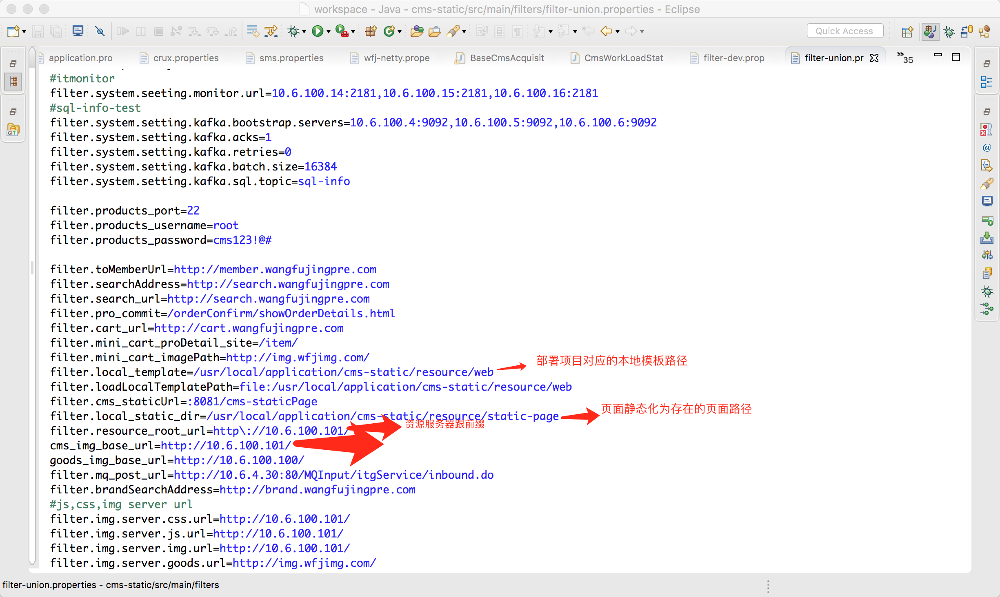 workspace - Java - cms-static/src/main/filters/filter-union.properties - Eclipse
Quick Access
application.pro
crux.properties
sms.properties
wfj-netty.prope
BaseCmsAcquisit
CmsWorkLoadStat
filter-dev.prop
filter-union.pr
»35
#itmonitor
filter.system.seeting.monitor.url=10.6.100.14:2181,10.6.100.15:2181,10.6.100.16:2181
#sql-info-test
filter.system.setting.kafka.bootstrap.servers=10.6.100.4:9092,10.6.100.5:9092,10.6.100.6:9092
filter.system.setting.kafka.acks=1
filter.system.setting.kafka.retries=0
filter.system.setting.kafka.batch.size=16384
filter.system.setting.kafka.sql.topic=sql-info
filter.products_port=22
filter.products_username=root
filter.products_password=cms123!@#
filter.toMemberUrl=http://member.wangfujingpre.com
filter.searchAddress=http://search.wangfujingpre.com
filter.search_url=http://search.wangfujingpre.com
filter.pro_commit=/orderConfirm/showOrderDetails.html
filter.cart_url=http://cart.wangfujingpre.com
filter.mini_cart_proDetail_site=/item/
filter.mini_cart_imagePath=http://img.wfjimg.com/
部署项目对应的本地模板路径
filter.local_template=/usr/local/application/cms-static/resource/web
filter.loadLocalTemplatePath=file:/usr/local/application/cms-static/resource/web
filter.cms_staticUrl=:8081/cms-staticPage
页面静态化为存在的页面路径
filter.local_static_dir=/usr/local/application/cms-static/resource/static-page
资源服务器跟前缀
filter.resource_root_url=http\://10.6.100.101/
cms_img_base_url=http://10.6.100.101/
goods_img_base_url=http://10.6.100.100/
filter.mq_post_url=http://10.6.4.30:80/MQInput/itgService/inbound.do
filter.brandSearchAddress=http://brand.wangfujingpre.com
#js,css,img server url
filter.img.server.css.url=http://10.6.100.101/
filter.img.server.js.url=http://10.6.100.101/
filter.img.server.img.url=http://10.6.100.101/
filter.img.server.goods.url=http://img.wfjimg.com/
filter-union.properties - cms-static/src/main/filters